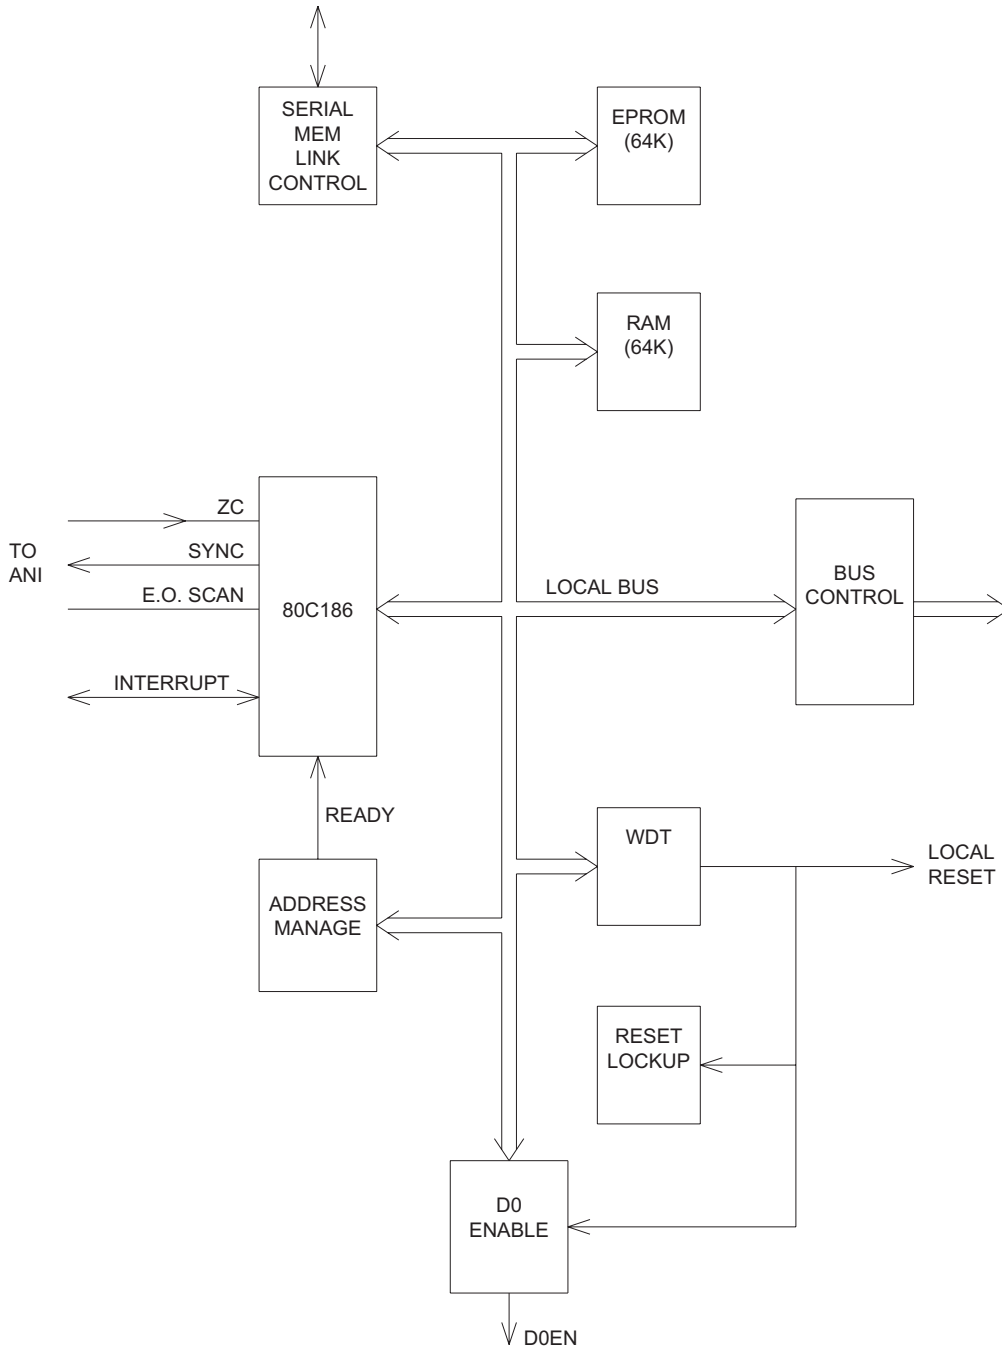 SERIAL
MEM
LINK
CONTROL
EPROM
(64K)
RAM
(64K)
ZC
TO
ANI
SYNC
E.O. SCAN
INTERRUPT
80C186
LOCAL BUS
BUS
CONTROL
READY
ADDRESS
MANAGE
WDT
LOCAL
RESET
RESET
LOCKUP
D0
ENABLE
D0EN